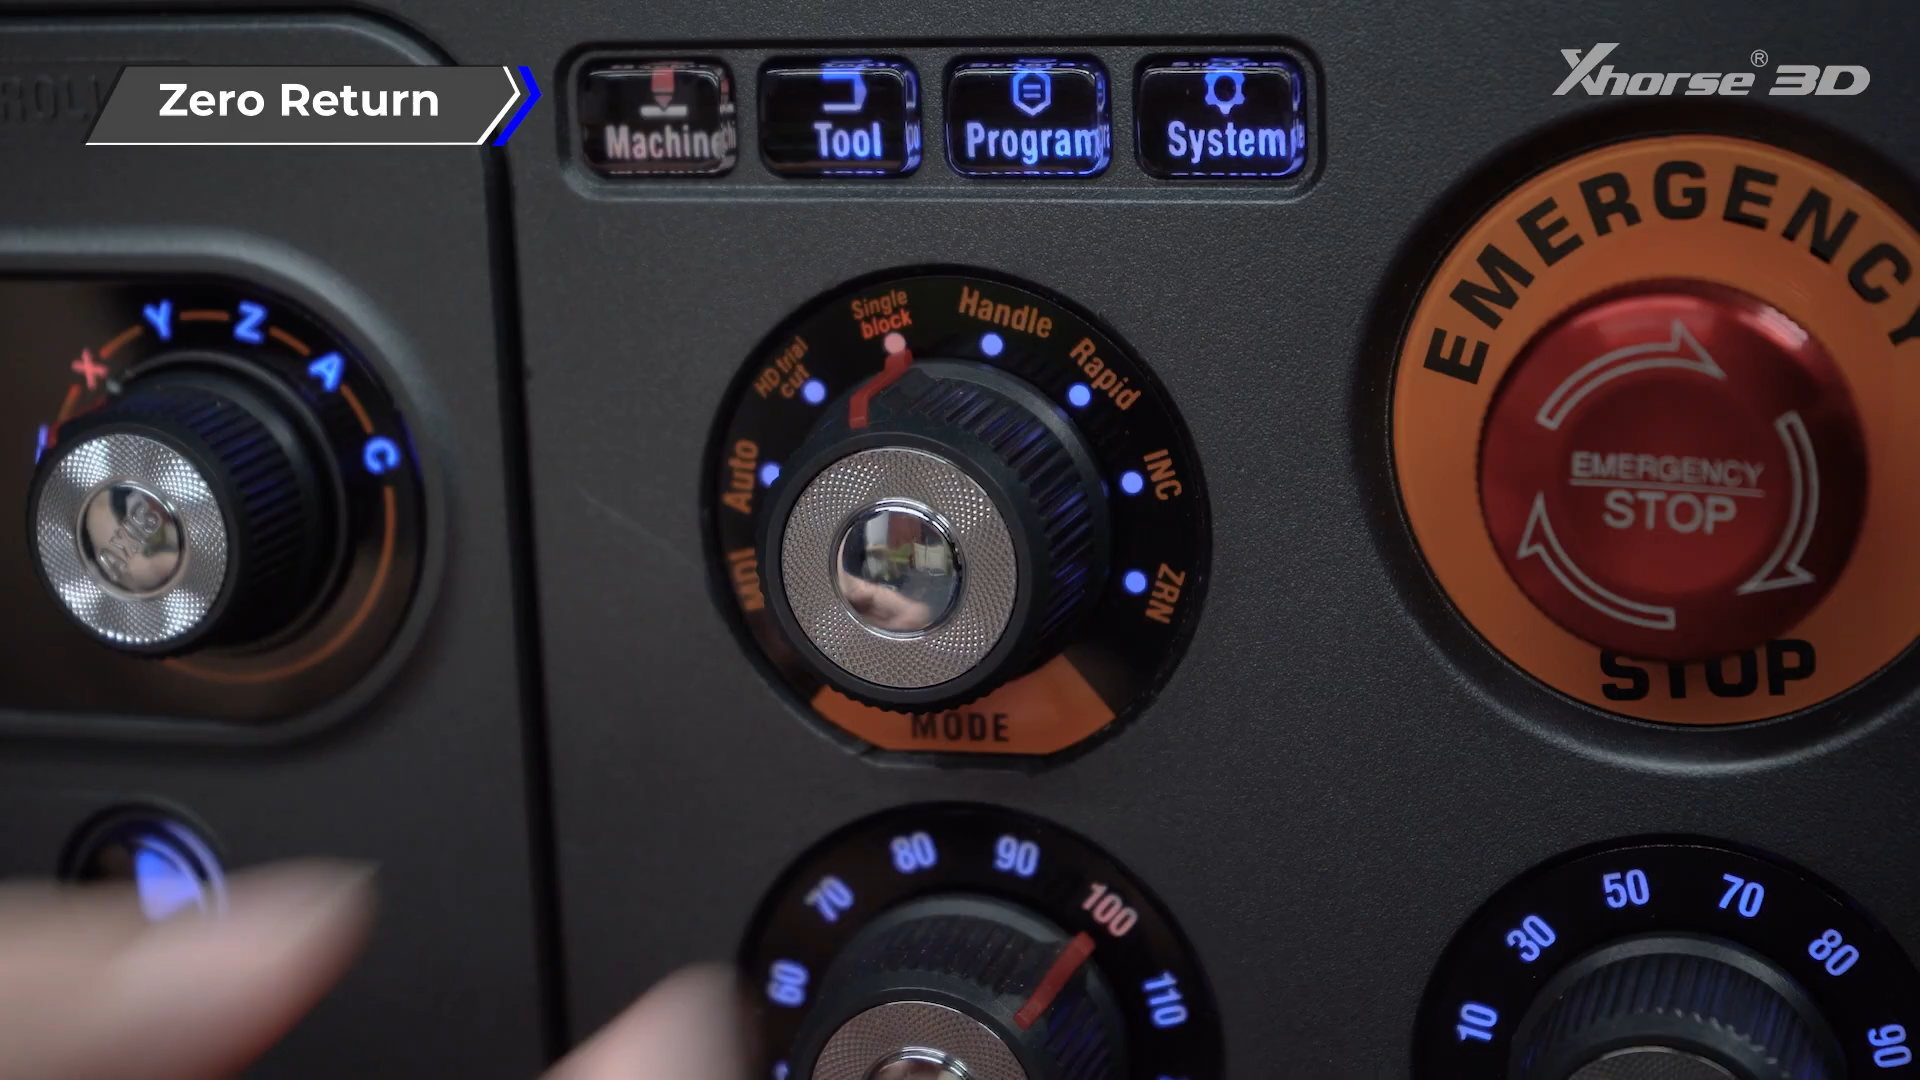 Zero Return
Xhorse® 3D
Machine
Tool
Program
System
EMERGENCY
X
Y
Z
A
C
AXIS
MDI
Auto
HD trial
cut
Single
block
Handle
Rapid
INC
ZRN
MODE
EMERGENCY
STOP
STOP
60
70
80
90
100
110
10
30
50
70
80
90